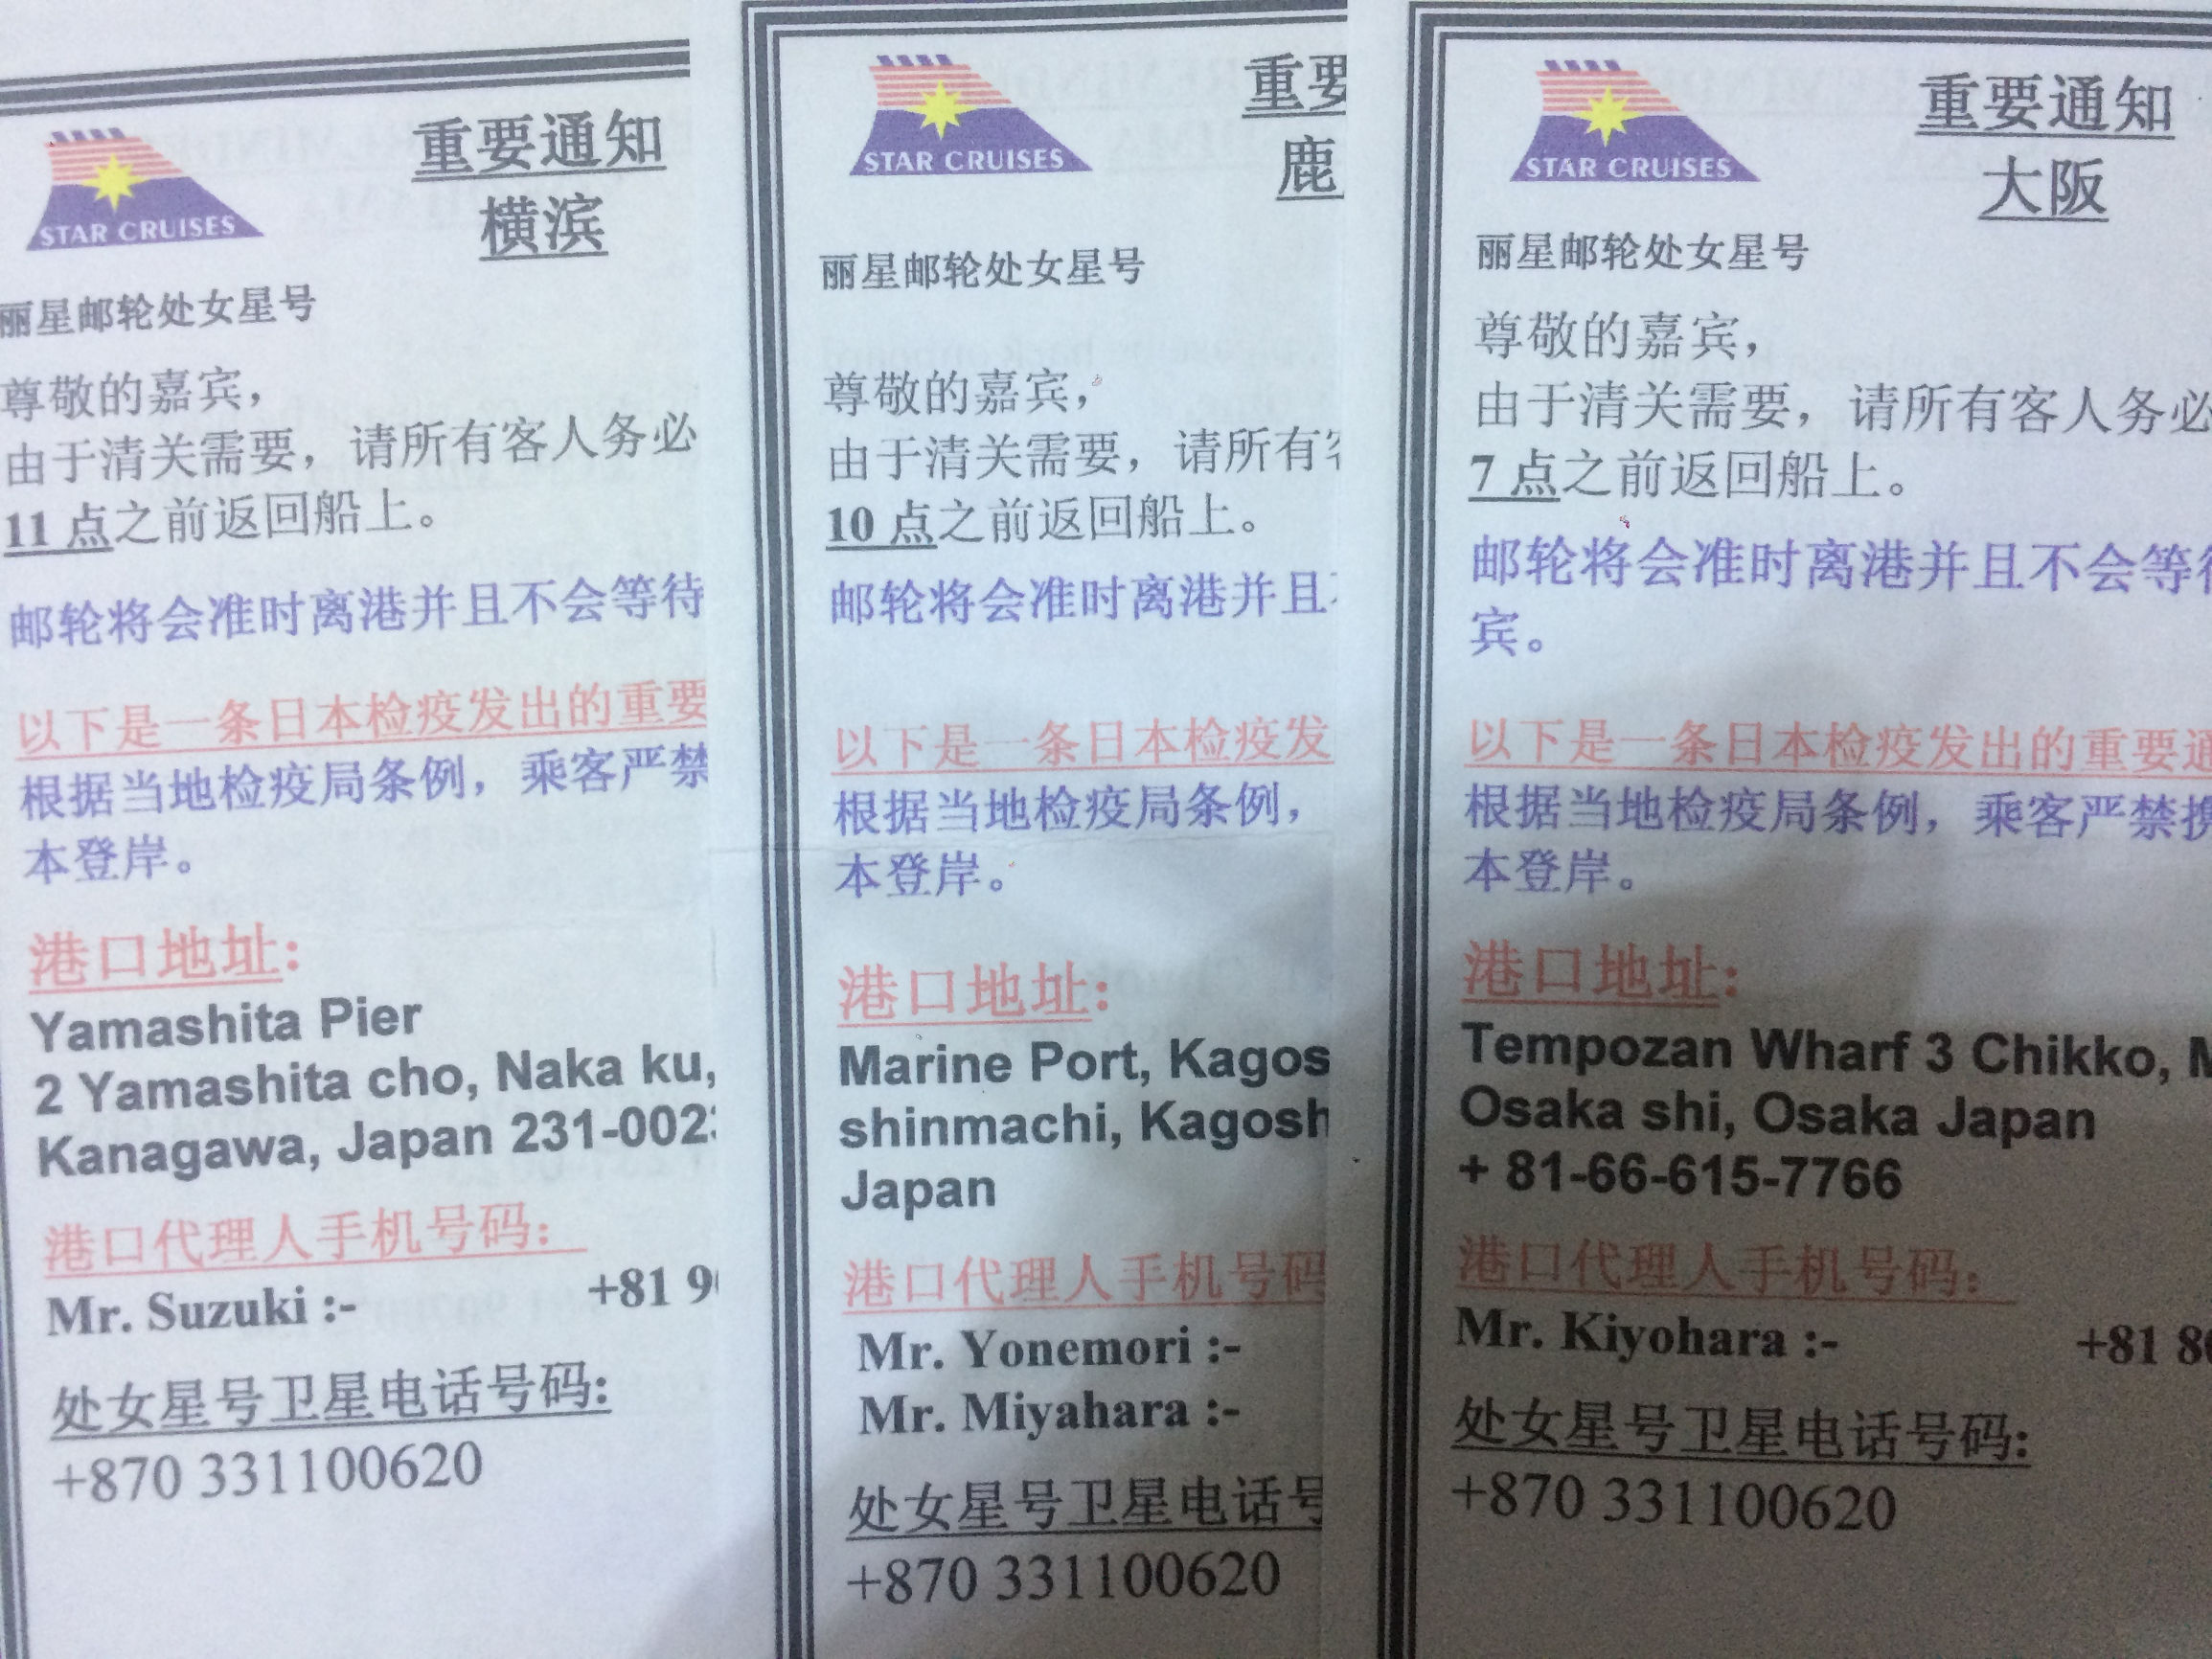 STAR CRUISES
重要通知
横滨
丽星邮轮处女星号
尊敬的嘉宾，
由于清关需要，请所有客人务必
11 点之前返回船上。
邮轮将会准时离港并且不会等待
以下是一条日本检疫发出的重要
根据当地检疫局条例，乘客严禁
本登岸。
港口地址:
Yamashita Pier
2 Yamashita cho, Naka ku,
Kanagawa, Japan 231-002
港口代理人手机号码:
Mr. Suzuki :- +81 9
处女星号卫星电话号码:
+870 331100620
STAR CRUISES
重要
鹿
丽星邮轮处女星号
尊敬的嘉宾，
由于清关需要，请所有
10 点之前返回船上。
邮轮将会准时离港并且
以下是一条日本检疫发
根据当地检疫局条例，
本登岸。
港口地址:
Marine Port, Kagos
shinmachi, Kagosh
Japan
港口代理人手机号码
Mr. Yonemori :-
Mr. Miyahara :-
处女星号卫星电话号
+870 331100620
STAR CRUISES
重要通知
大阪
丽星邮轮处女星号
尊敬的嘉宾，
由于清关需要，请所有客人务必
7 点之前返回船上。
邮轮将会准时离港并且不会等待
宾。
以下是一条日本检疫发出的重要通
根据当地检疫局条例，乘客严禁携
本登岸。
港口地址:
Tempozan Wharf 3 Chikko, M
Osaka shi, Osaka Japan
+ 81-66-615-7766
港口代理人手机号码:
Mr. Kiyohara :- +81 8
处女星号卫星电话号码:
+870 331100620